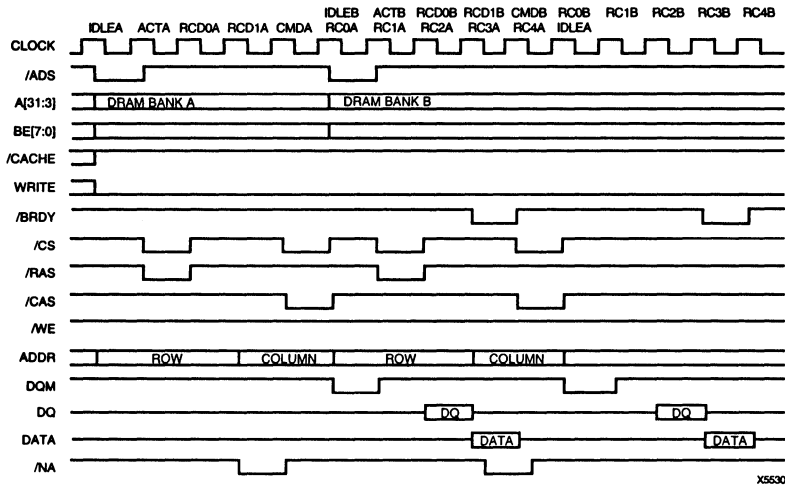 IDLEB ACTB RCD0B RCD1B CMDB RC0B RC1B RC2B RC3B RC4B
IDLEA ACTA RCD0A RCD1A CMDA RC0A RC1A RC2A RC3A RC4A IDLEA
CLOCK
/ADS
A[31:3] DRAM BANK A DRAM BANK B
BE[7:0]
/CACHE
WRITE
/BRDY
/CS
/RAS
/CAS
/WE
ADDR ROW COLUMN ROW COLUMN
DQM
DQ DQ DQ
DATA DATA DATA
/NA
X5530